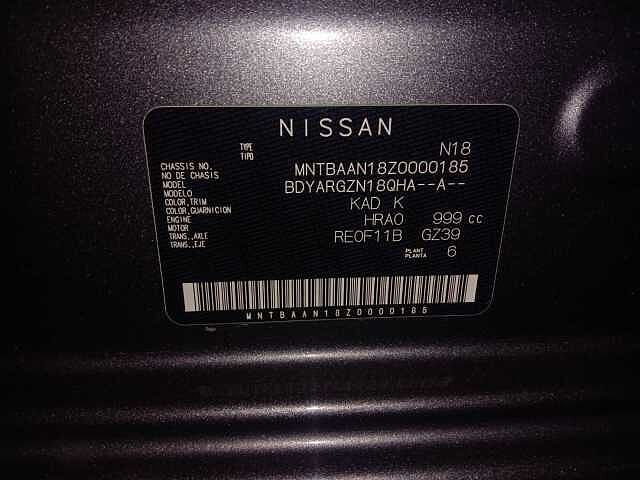 NISSAN
TYPE
TIPO
N18
CHASSIS NO.
NO DE CHASIS
MNTBAAN18Z0000185
MODEL
MODELO
BDYARGZN18QHA--A--
COLOR,TRIM
COLOR,GUARNICION
KAD K
ENGINE
MOTOR
HRA0 999 cc
TRANS.,AXLE
TRANS.,EJE
RE0F11B GZ39
PLANT
PLANTA
6
MNTBAAN18Z0000185